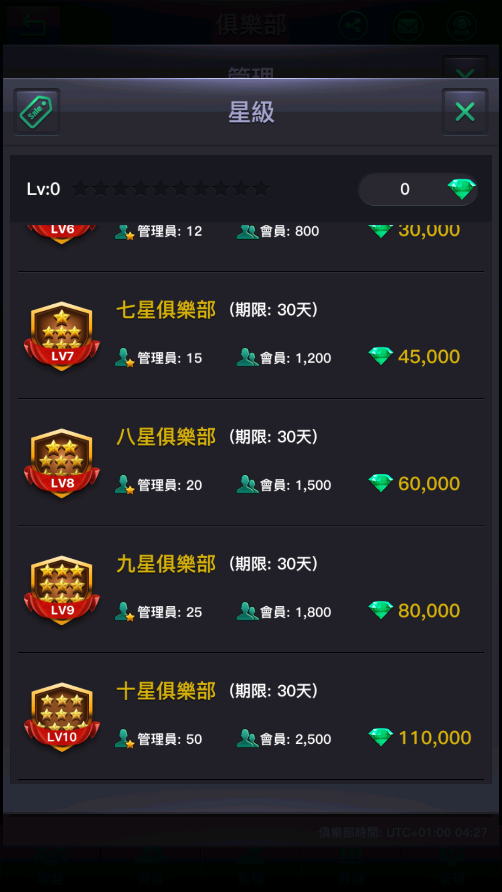 俱樂部
管理
Sale
星級
Lv:0
0
LV6
管理員: 12
會員: 800
30,000
七星俱樂部 (期限: 30天)
LV7
管理員: 15
會員: 1,200
45,000
八星俱樂部 (期限: 30天)
LV8
管理員: 20
會員: 1,500
60,000
九星俱樂部 (期限: 30天)
LV9
管理員: 25
會員: 1,800
80,000
十星俱樂部 (期限: 30天)
LV10
管理員: 50
會員: 2,500
110,000
俱樂部時間: UTC+01:00 04:27